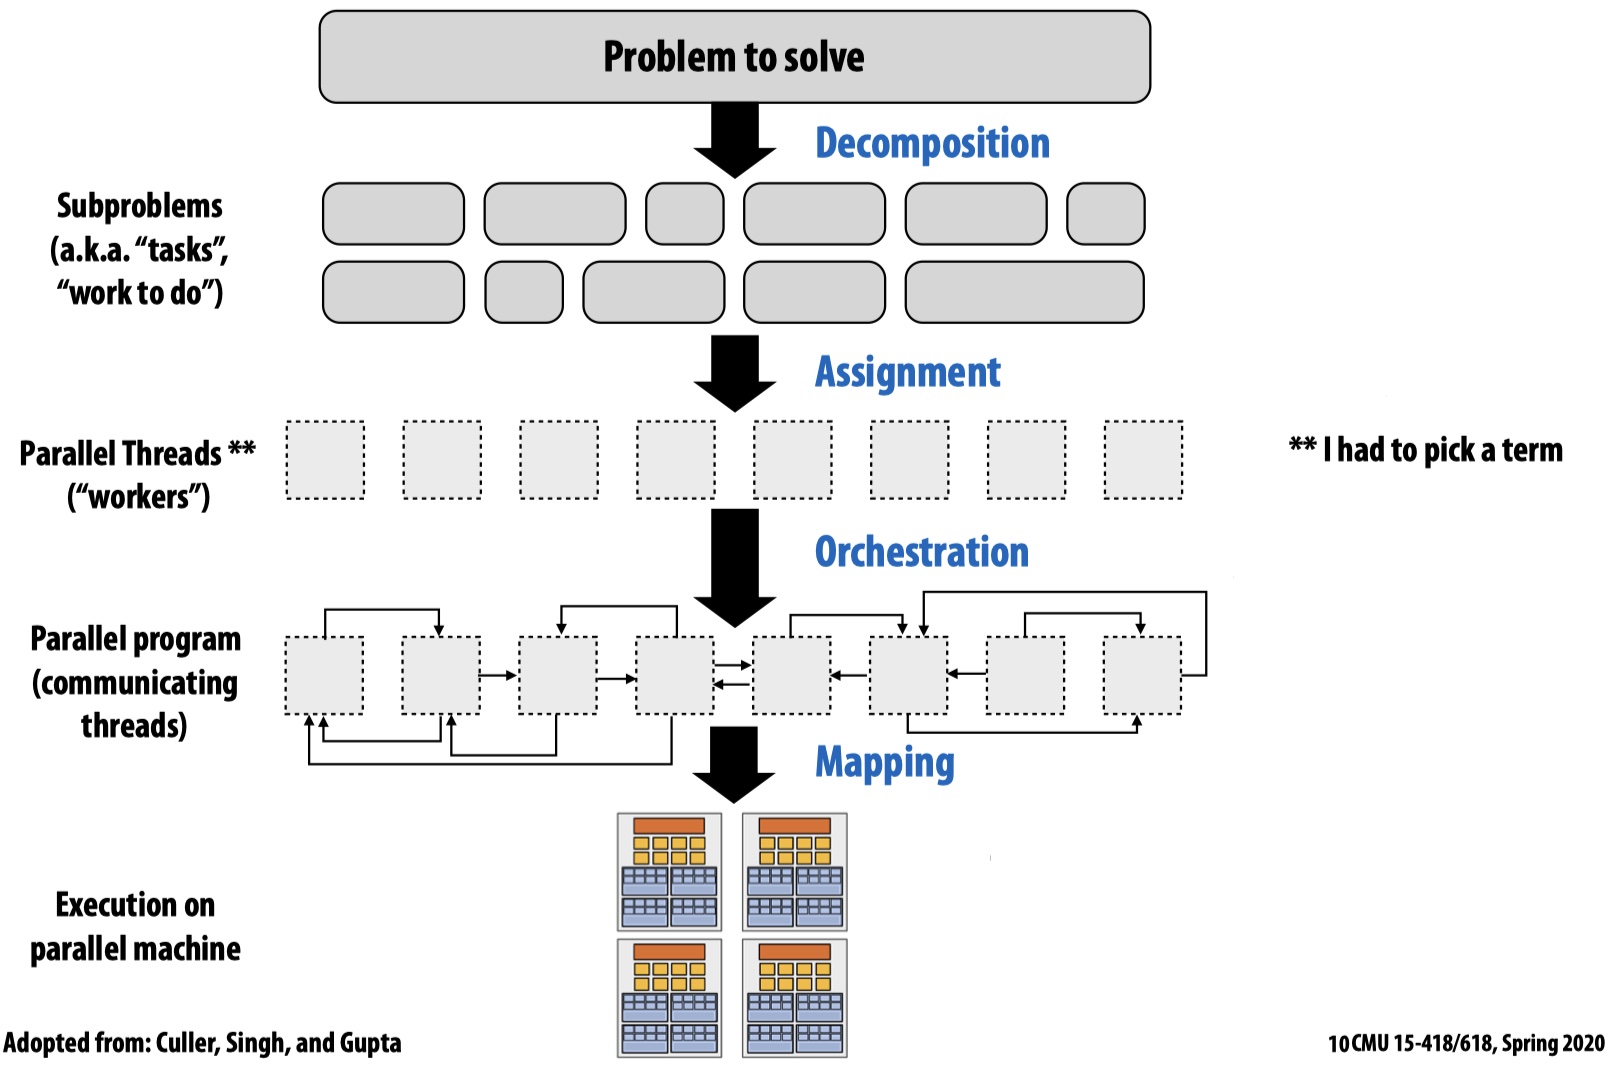 Problem to solve
Decomposition
Subproblems
(a.k.a. “tasks”,
“work to do”)
Assignment
Parallel Threads **
(“workers”)
** I had to pick a term
Orchestration
Parallel program
(communicating
threads)
Mapping
Execution on
parallel machine
Adopted from: Culler, Singh, and Gupta
10 CMU 15-418/618, Spring 2020